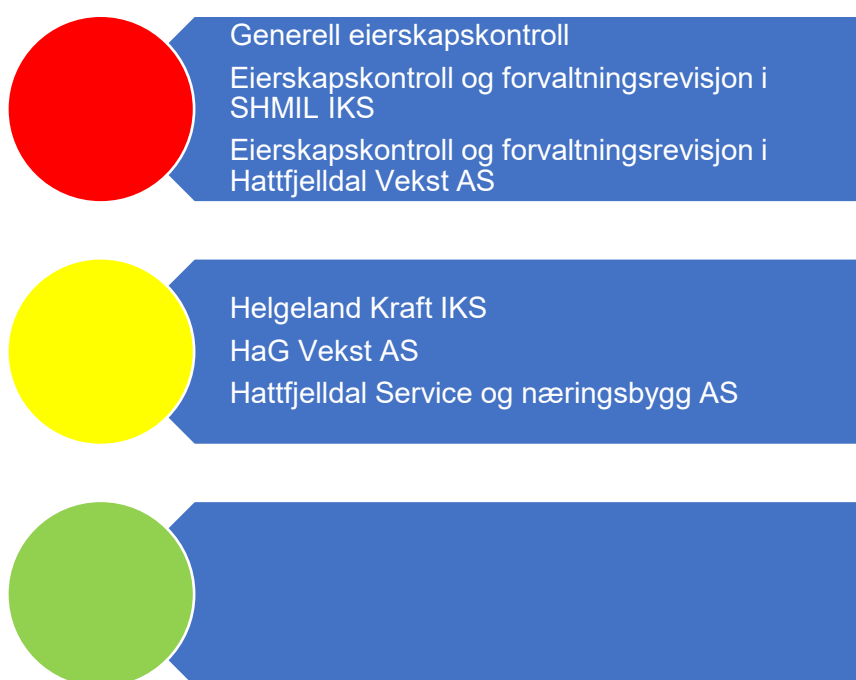 Generell eierskapskontroll
Eierskapskontroll og forvaltningsrevisjon i
SHMIL IKS
Eierskapskontroll og forvaltningsrevisjon i
Hattfjelldal Vekst AS
Helgeland Kraft IKS
HaG Vekst AS
Hattfjelldal Service og næringsbygg AS